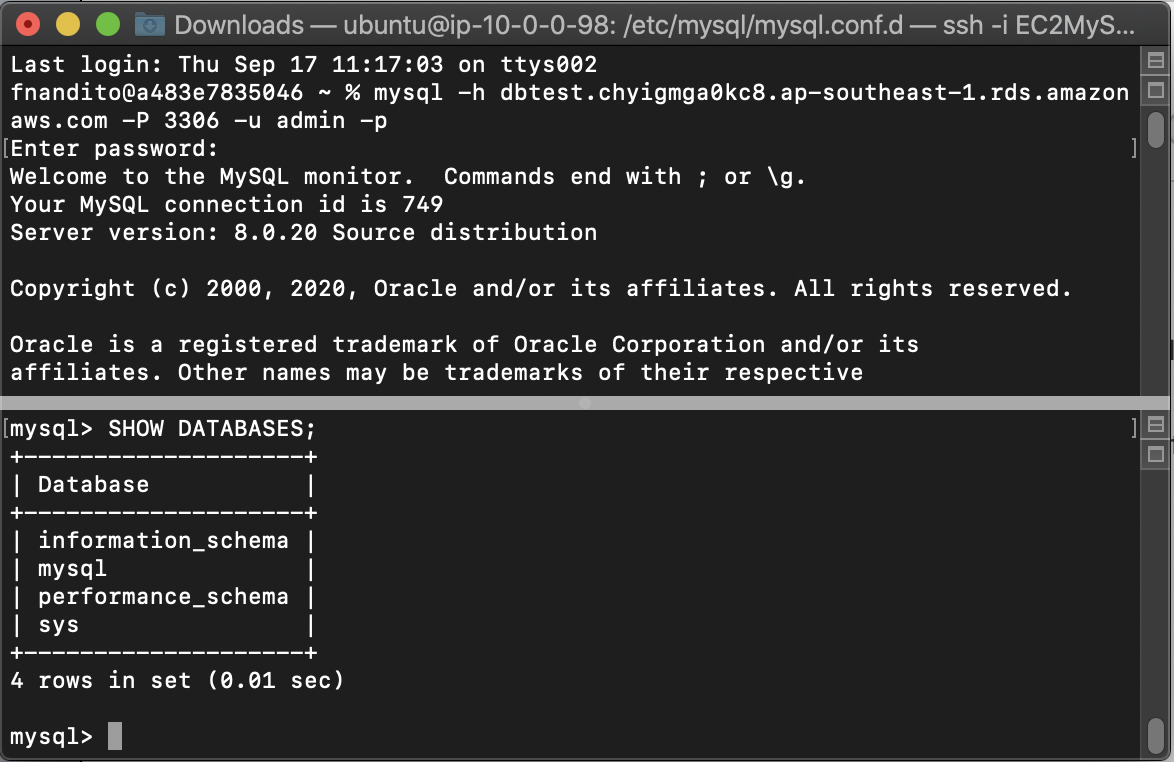 Downloads — ubuntu@ip-10-0-0-98: /etc/mysql/mysql.conf.d — ssh -i EC2MyS...
Last login: Thu Sep 17 11:17:03 on ttys002
fnandito@a483e7835046 ~ % mysql -h dbtest.chyigmga0kc8.ap-southeast-1.rds.amazon
aws.com -P 3306 -u admin -p
[Enter password: ]
Welcome to the MySQL monitor.  Commands end with ; or \g.
Your MySQL connection id is 749
Server version: 8.0.20 Source distribution
Copyright (c) 2000, 2020, Oracle and/or its affiliates. All rights reserved.
Oracle is a registered trademark of Oracle Corporation and/or its
affiliates. Other names may be trademarks of their respective
[mysql> SHOW DATABASES; ]
+--------------------+
| Database           |
+--------------------+
| information_schema |
| mysql              |
| performance_schema |
| sys                |
+--------------------+
4 rows in set (0.01 sec)
mysql>